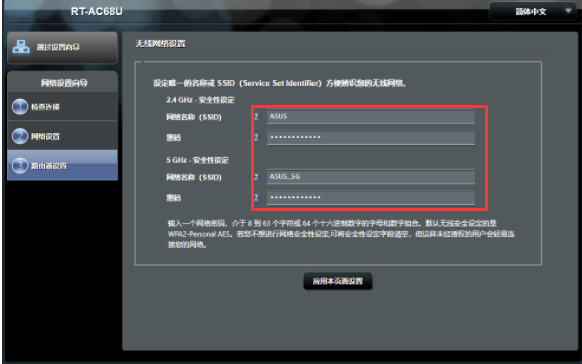 RT-AC68U
简体中文
跳过设置向导
无线网络设置
网络设置向导
设定唯一的名称或 SSID（Service Set Identifier）方便辨识您的无线网络。
2.4 GHz - 安全性设定
1 检查连接
网络名称（SSID） ASUS
2 网络设置
密码 ············
5 GHz - 安全性设定
3 路由器设置
网络名称（SSID） ASUS_5G
密码 ············
输入一个网络密码，介于 8 到 63 个字符或 64 个十六进制数字的字母和数字组合。默认无线安全设定的是
WPA2-Personal AES。若您不想进行网络安全性设定,可将安全性设定字段清空，但这样未经授权的用户会轻易连
接您的网络。
应用本页面设置